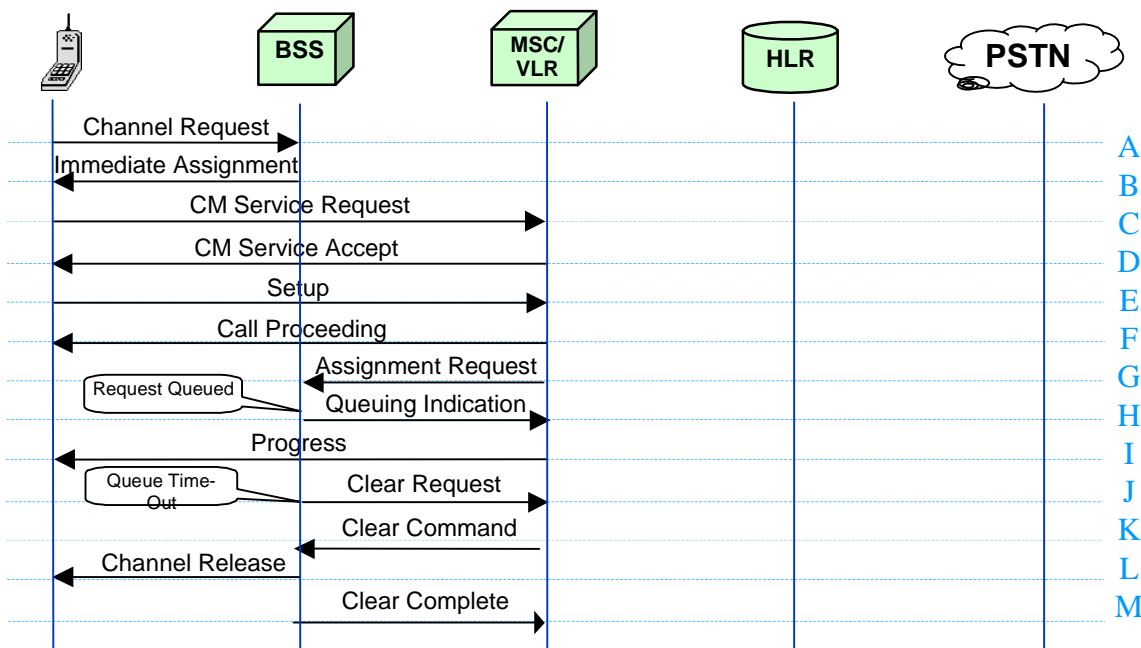 BSS
MSC/
VLR
HLR
PSTN
Channel Request
A
Immediate Assignment
B
CM Service Request
C
CM Service Accept
D
Setup
E
Call Proceeding
F
Assignment Request
G
Request Queued
Queuing Indication
H
Progress
I
Queue Time-
Out
Clear Request
J
Clear Command
K
Channel Release
L
Clear Complete
M